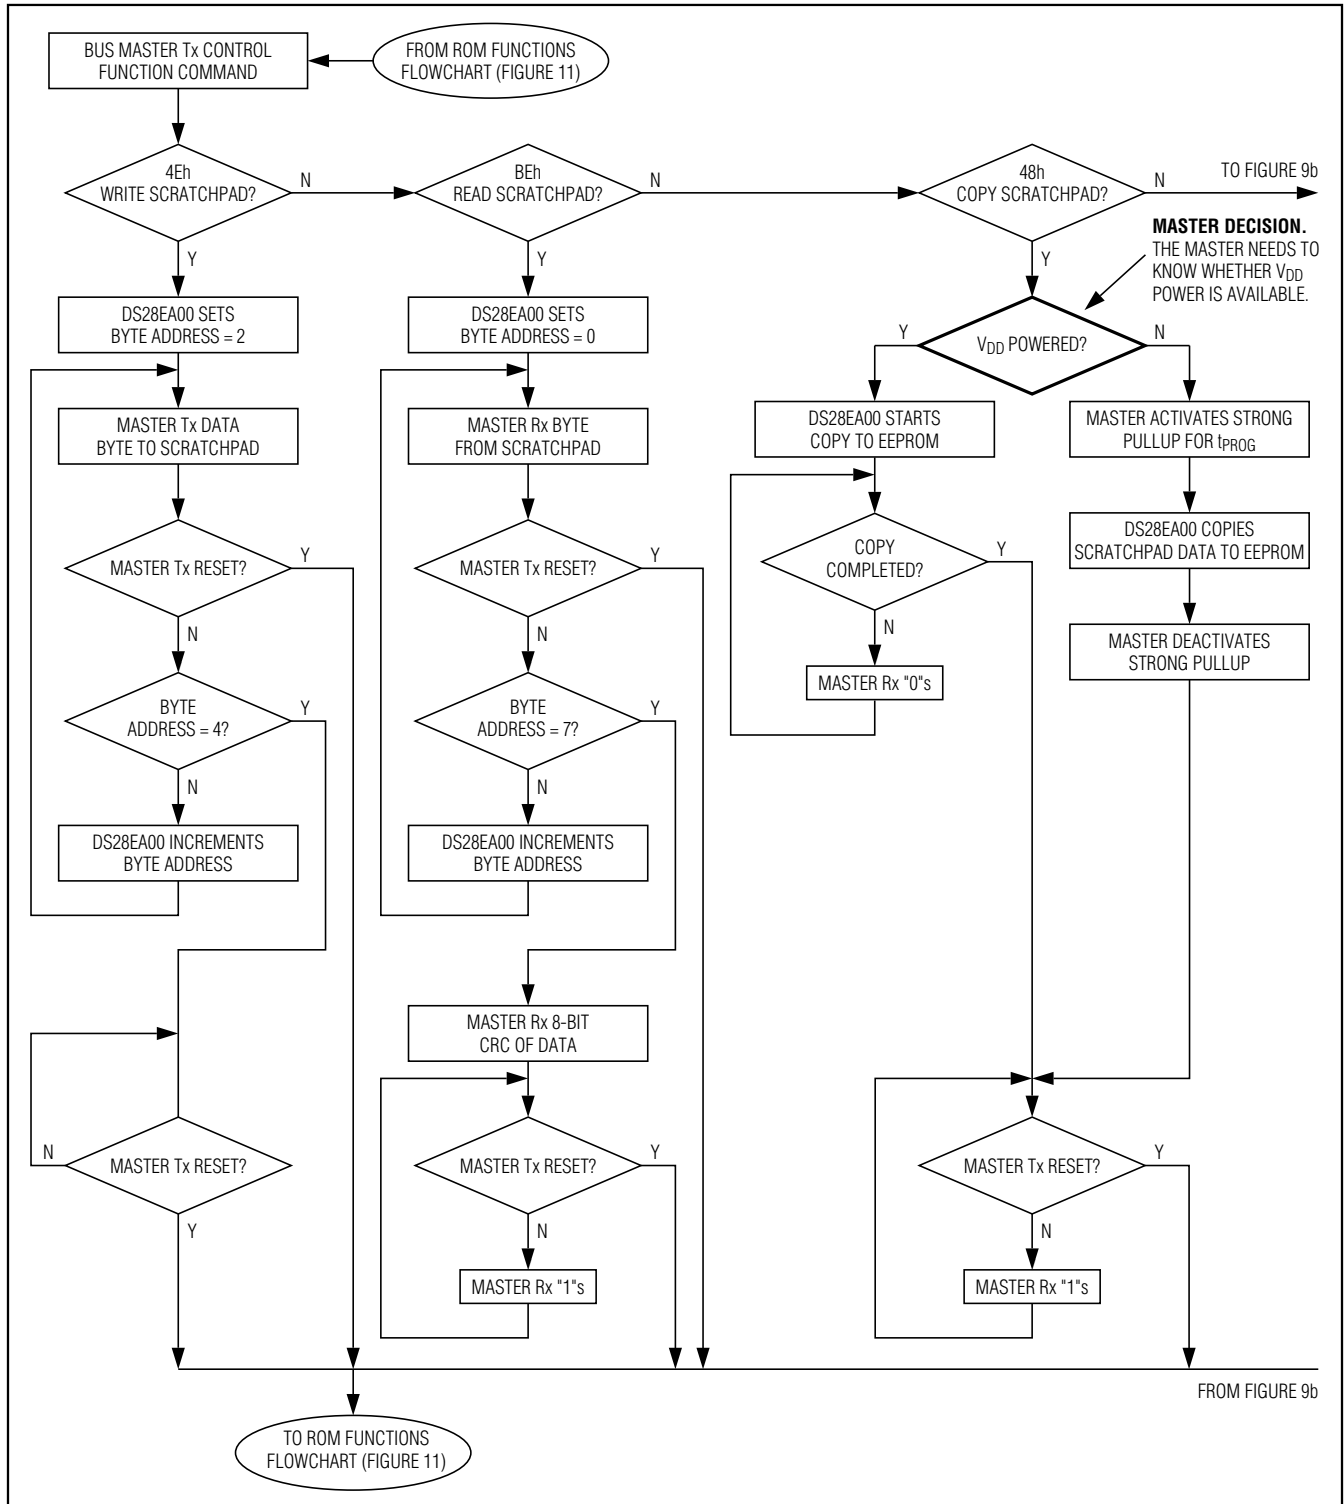 BUS MASTER Tx CONTROL
FUNCTION COMMAND
FROM ROM FUNCTIONS
FLOWCHART (FIGURE 11)
4Eh
WRITE SCRATCHPAD?
N
Y
BEh
READ SCRATCHPAD?
N
Y
48h
COPY SCRATCHPAD?
N
Y
TO FIGURE 9b
MASTER DECISION.
THE MASTER NEEDS TO
KNOW WHETHER VDD
POWER IS AVAILABLE.
DS28EA00 SETS
BYTE ADDRESS = 2
DS28EA00 SETS
BYTE ADDRESS = 0
Y
VDD POWERED?
N
MASTER Tx DATA
BYTE TO SCRATCHPAD
MASTER Rx BYTE
FROM SCRATCHPAD
DS28EA00 STARTS
COPY TO EEPROM
MASTER ACTIVATES STRONG
PULLUP FOR tPROG
MASTER Tx RESET?
Y
N
MASTER Tx RESET?
Y
N
COPY
COMPLETED?
Y
N
DS28EA00 COPIES
SCRATCHPAD DATA TO EEPROM
MASTER DEACTIVATES
STRONG PULLUP
MASTER Rx "0"s
BYTE
ADDRESS = 4?
Y
N
BYTE
ADDRESS = 7?
Y
N
DS28EA00 INCREMENTS
BYTE ADDRESS
DS28EA00 INCREMENTS
BYTE ADDRESS
MASTER Rx 8-BIT
CRC OF DATA
N
MASTER Tx RESET?
Y
MASTER Tx RESET?
Y
N
MASTER Tx RESET?
Y
N
MASTER Rx "1"s
MASTER Rx "1"s
FROM FIGURE 9b
TO ROM FUNCTIONS
FLOWCHART (FIGURE 11)